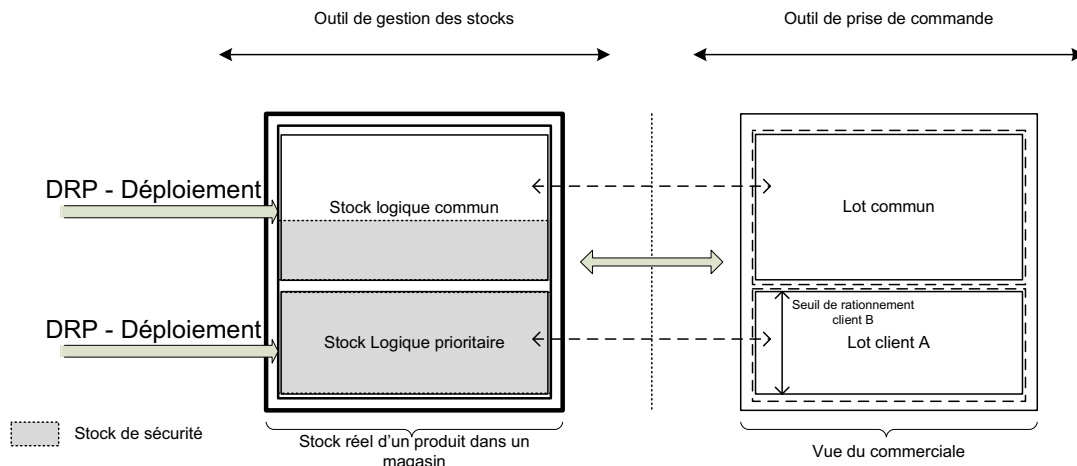 Outil de gestion des stocks
Outil de prise de commande
DRP - Déploiement
Stock logique commun
Lot commun
DRP - Déploiement
Stock Logique prioritaire
Seuil de rationnement
client B
Lot client A
Stock de sécurité
Stock réel d'un produit dans un
magasin
Vue du commerciale